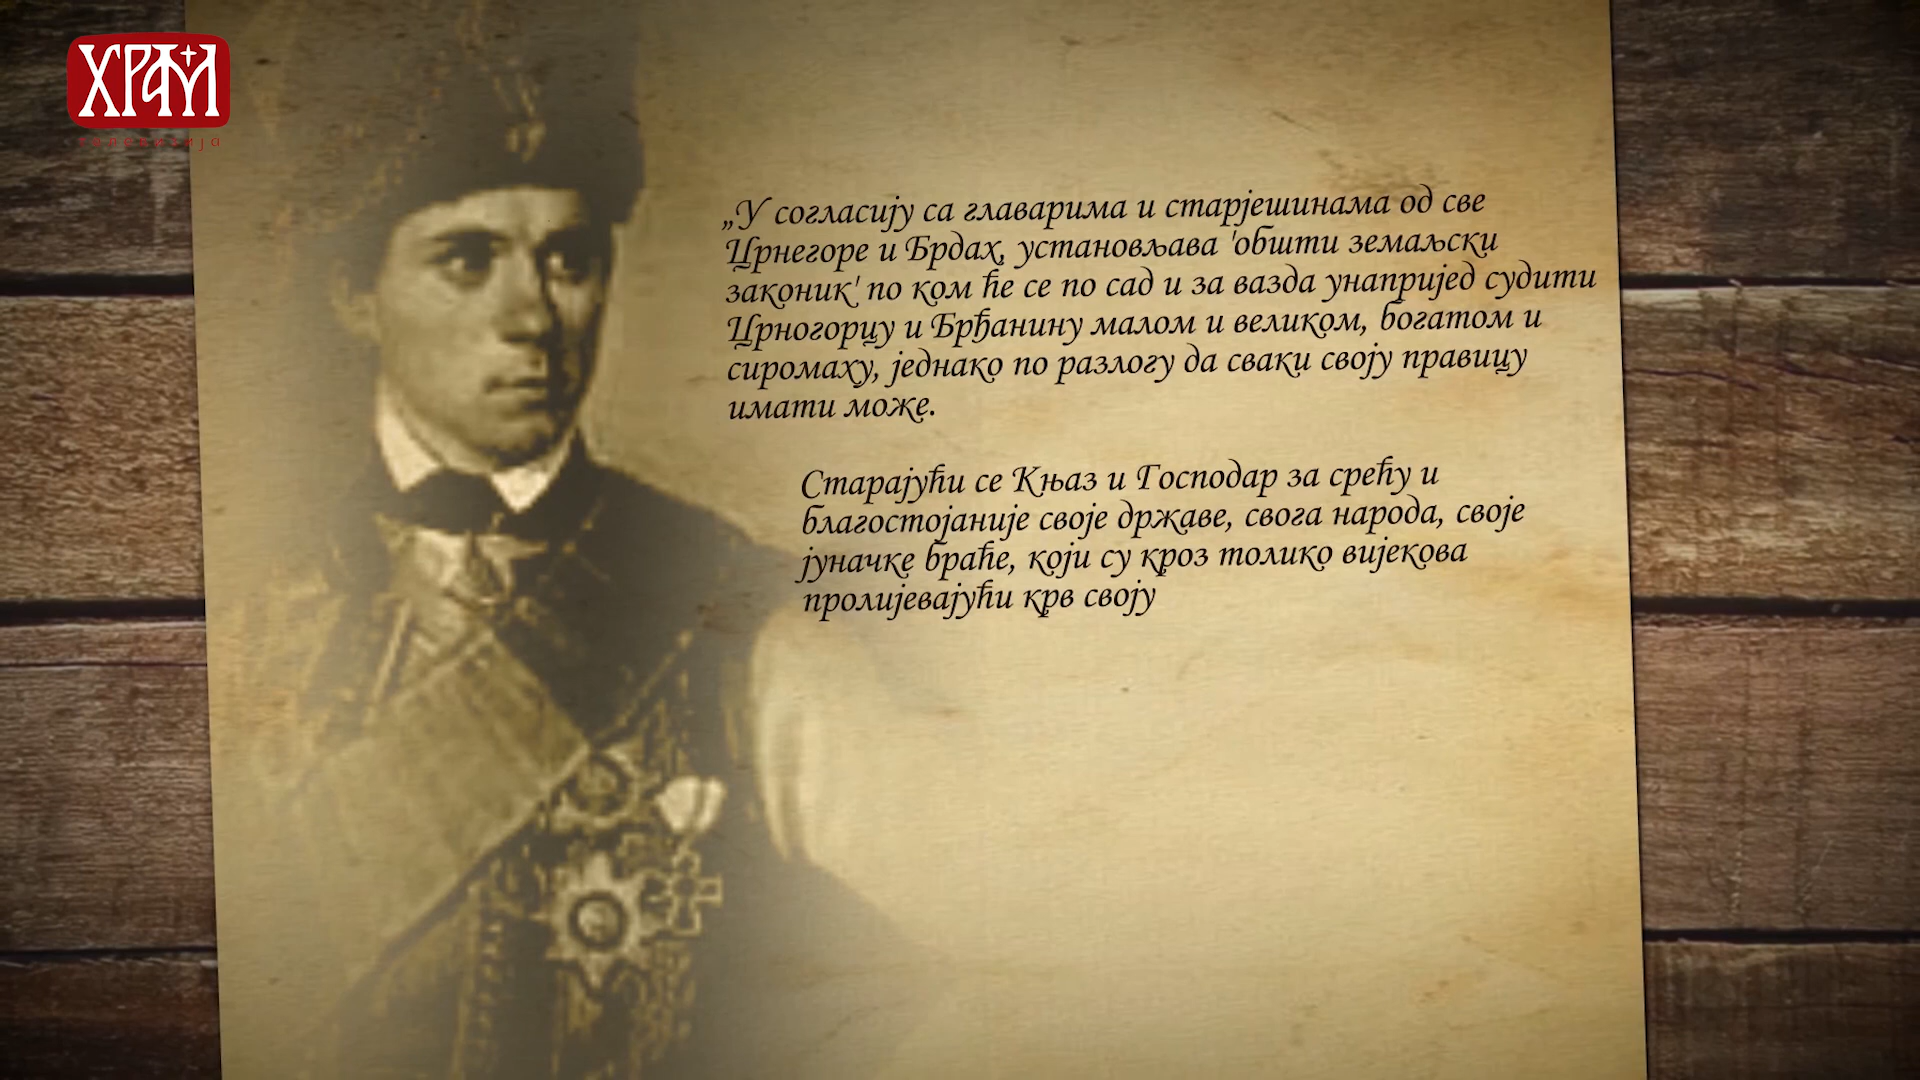 ХРАМ
телевизија
„У согласију са главарима и старјешинама од све
Црнегоре и Брдах, установљава 'обшти земаљски
законик' по ком ће се по сад и за вазда унапријед судити
Црногорцу и Брђанину малом и великом, богатом и
сиромаху, једнако по разлогу да сваки своју правицу
имати може.
Старајући се Књаз и Господар за срећу и
благостојаније своје државе, свога народа, своје
јуначке браће, који су кроз толико вијекова
пролијевајући крв своју